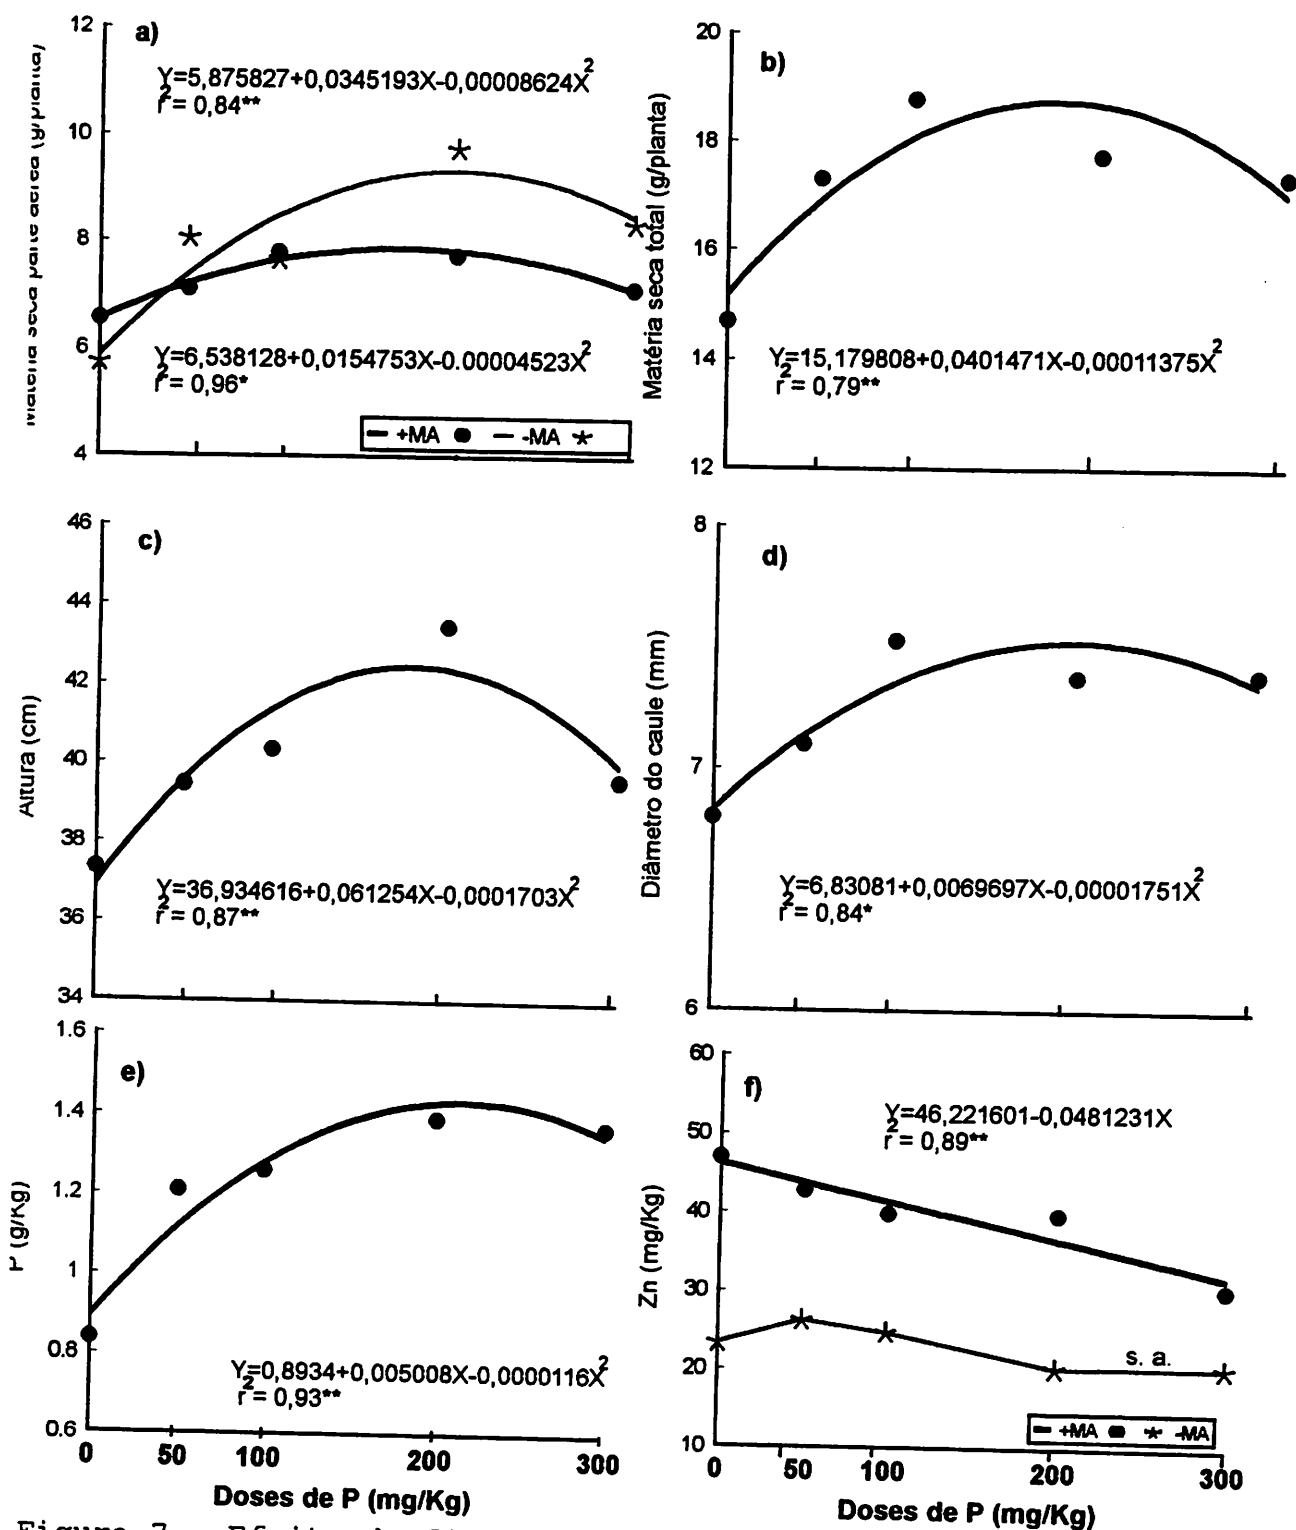 a)
Y=5,875827+0,0345193X-0,00008624X²
r² = 0,84**
Matéria seca parte aérea (g/planta)
12
10
8
6
4
Y=6,538128+0,0154753X-0.00004523X²
r² = 0,96*
+MA -MA
b)
Matéria seca total (g/planta)
20
18
16
14
12
Y=15,179808+0,0401471X-0,00011375X²
r² = 0,79**
c)
Altura (cm)
46
44
42
40
38
36
34
Y=36,934616+0,061254X-0,0001703X²
r² = 0,87**
d)
Diâmetro do caule (mm)
8
7
6
Y=6,83081+0,0069697X-0,00001751X²
r² = 0,84*
e)
P (g/Kg)
1.6
1.4
1.2
1
0.8
0.6
Y=0,8934+0,005008X-0,0000116X²
r² = 0,93**
0 50 100 200 300
Doses de P (mg/Kg)
f)
Y=46,221601-0,0481231X
r² = 0,89**
Zn (mg/Kg)
60
50
40
30
20
10
s. a.
+MA -MA
0 50 100 200 300
Doses de P (mg/Kg)